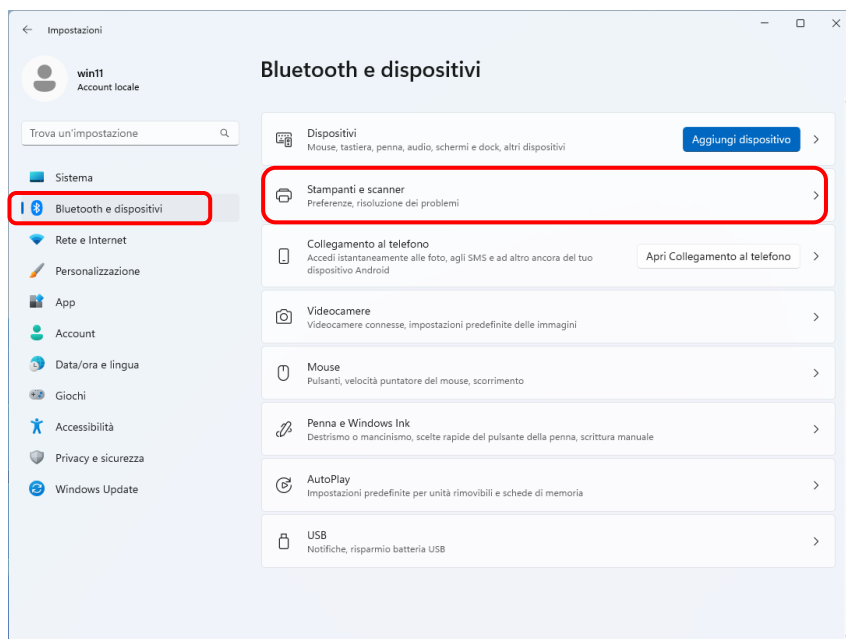 Impostazioni
win11
Account locale
Trova un'impostazione
Sistema
Bluetooth e dispositivi
Rete e Internet
Personalizzazione
App
Account
Data/ora e lingua
Giochi
Accessibilità
Privacy e sicurezza
Windows Update
Bluetooth e dispositivi
Dispositivi
Mouse, tastiera, penna, audio, schermi e dock, altri dispositivi
Aggiungi dispositivo
Stampanti e scanner
Preferenze, risoluzione dei problemi
Collegamento al telefono
Accedi istantaneamente alle foto, agli SMS e ad altro ancora del tuo
dispositivo Android
Apri Collegamento al telefono
Videocamere
Videocamere connesse, impostazioni predefinite delle immagini
Mouse
Pulsanti, velocità puntatore del mouse, scorrimento
Penna e Windows Ink
Destrismo o mancinismo, scelte rapide del pulsante della penna, scrittura manuale
AutoPlay
Impostazioni predefinite per unità rimovibili e schede di memoria
USB
Notifiche, risparmio batteria USB